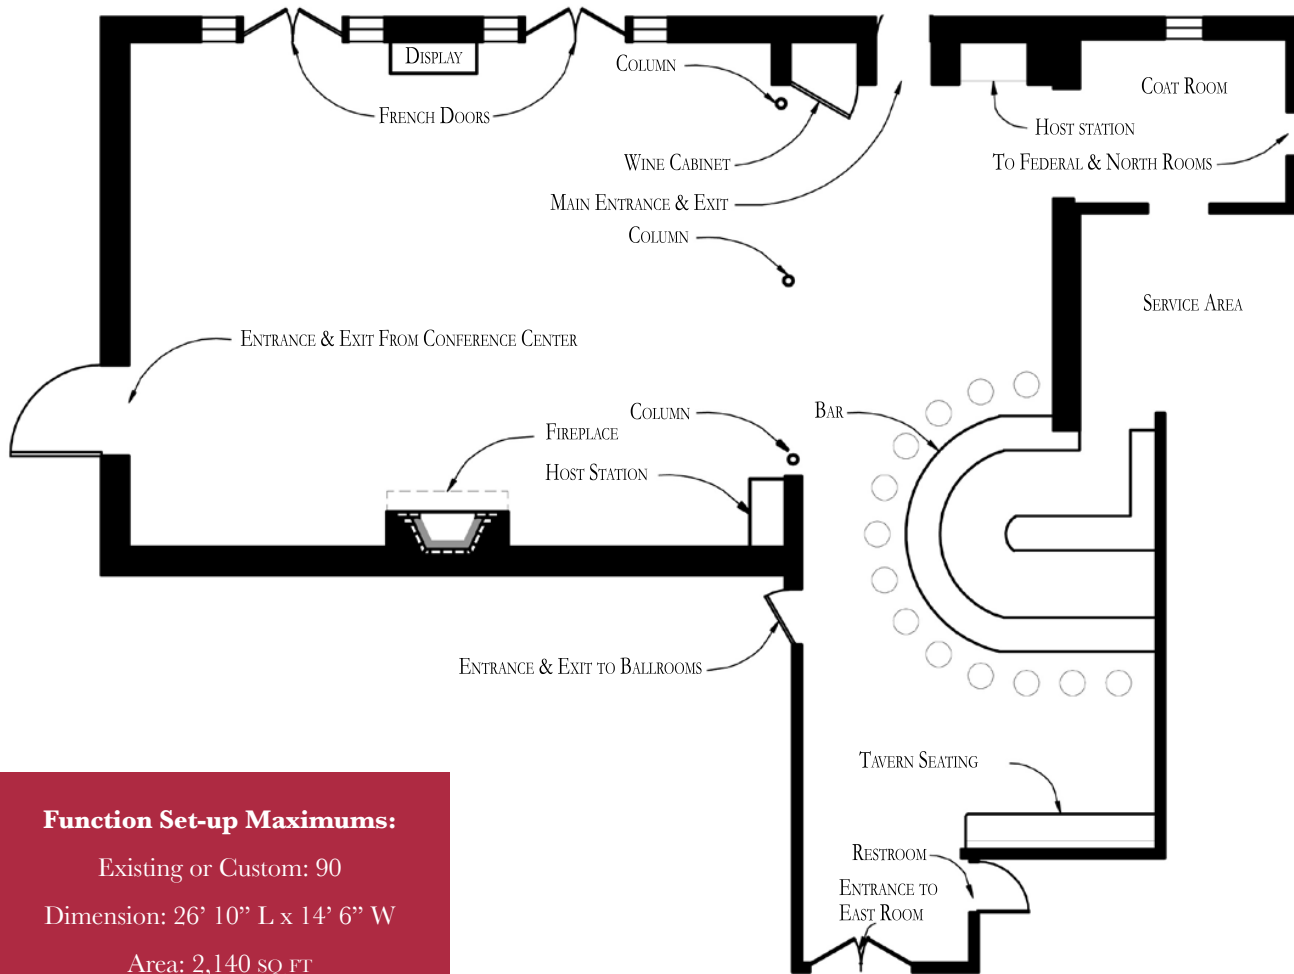 Display
Column
Coat Room
French Doors
Host station
Wine Cabinet
To Federal & North Rooms
Main Entrance & Exit
Column
Service Area
Entrance & Exit From Conference Center
Column
Bar
Fireplace
Host Station
Entrance & Exit to Ballrooms
Tavern Seating
Restroom
Entrance to
East Room
Function Set-up Maximums:
Existing or Custom: 90
Dimension: 26’ 10” L x 14’ 6” W
Area: 2,140 SQ FT